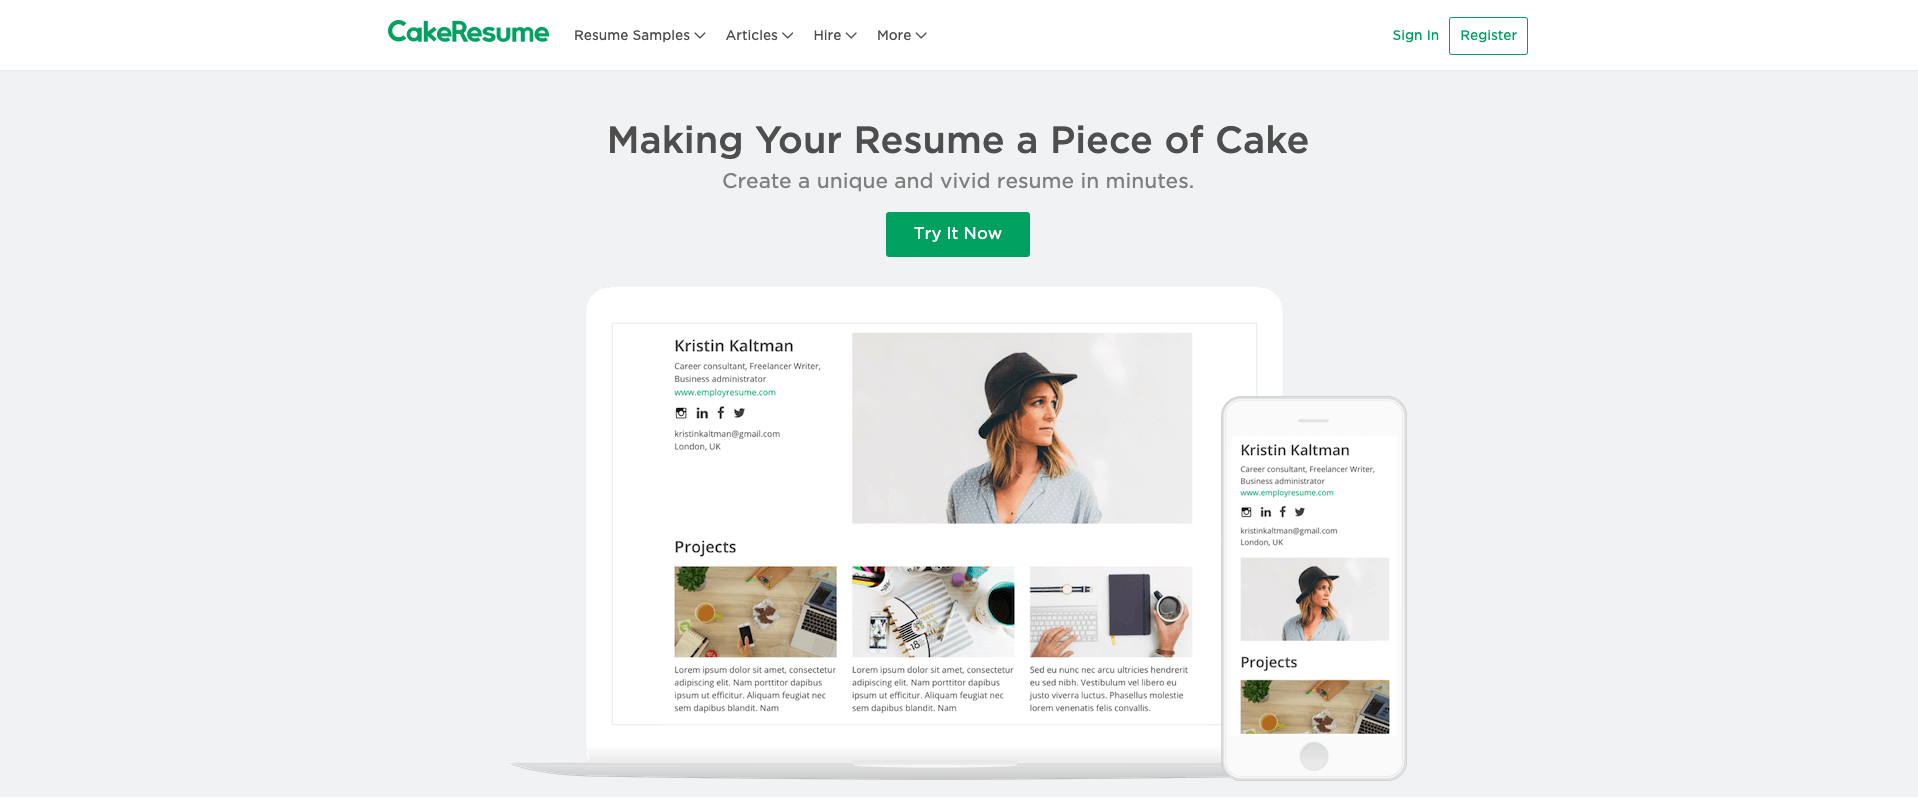 CakeResume
Resume Samples
Articles
Hire
More
Sign In
Register
Making Your Resume a Piece of Cake
Create a unique and vivid resume in minutes.
Try It Now
Kristin Kaltman
Career consultant, Freelancer Writer,
Business administrator
www.employresume.com
kristinkaltman@gmail.com
London, UK
Projects
Lorem ipsum dolor sit amet, consectetur
adipiscing elit. Nam porttitor dapibus
ipsum ut efficitur. Aliquam feugiat nec
sem dapibus blandit. Nam
Lorem ipsum dolor sit amet, consectetur
adipiscing elit. Nam porttitor dapibus
ipsum ut efficitur. Aliquam feugiat nec
sem dapibus blandit. Nam
Sed eu nunc nec arcu ultricies hendrerit
eu sed nibh. Vestibulum vel libero eu
justo viverra luctus. Phasellus molestie
lorem venenatis felis convallis.
Kristin Kaltman
Career consultant, Freelancer Writer,
Business administrator
www.employresume.com
kristinkaltman@gmail.com
London, UK
Projects